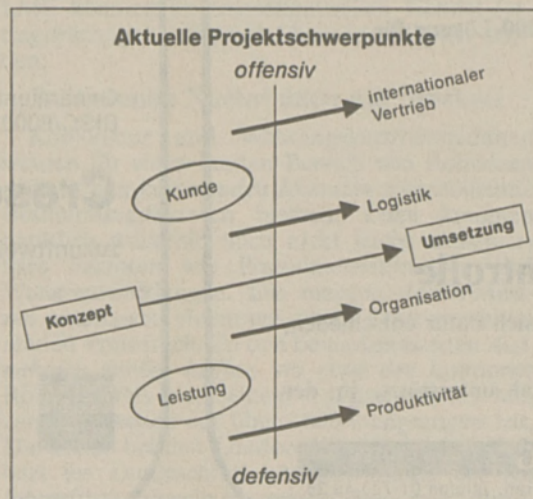 Aktuelle Projektschwerpunkte
offensiv
Internationaler
Vertrieb
Kunde
Logistik
Umsetzung
Konzept
Organisation
Leistung
Produktivität
defensiv